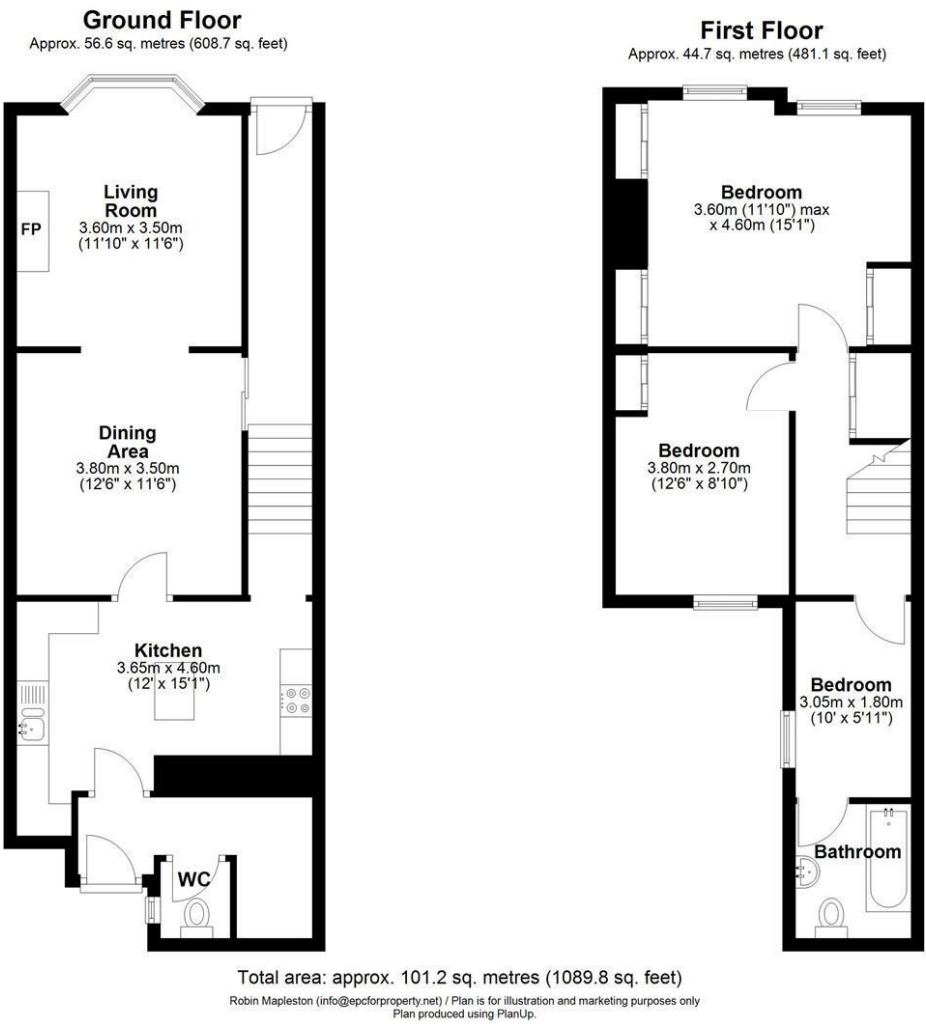 Ground Floor
Approx. 56.6 sq. metres (608.7 sq. feet)
Living
Room
3.60m x 3.50m
(11'10" x 11'6")
FP
Dining
Area
3.80m x 3.50m
(12'6" x 11'6")
Kitchen
3.65m x 4.60m
(12' x 15'1")
WC
First Floor
Approx. 44.7 sq. metres (481.1 sq. feet)
Bedroom
3.60m (11'10") max
x 4.60m (15'1")
Bedroom
3.80m x 2.70m
(12'6" x 8'10")
Bedroom
3.05m x 1.80m
(10' x 5'11")
Bathroom
Total area: approx. 101.2 sq. metres (1089.8 sq. feet)
Robin Mapleston (info@epcforproperty.net) / Plan is for illustration and marketing purposes only
Plan produced using PlanUp.